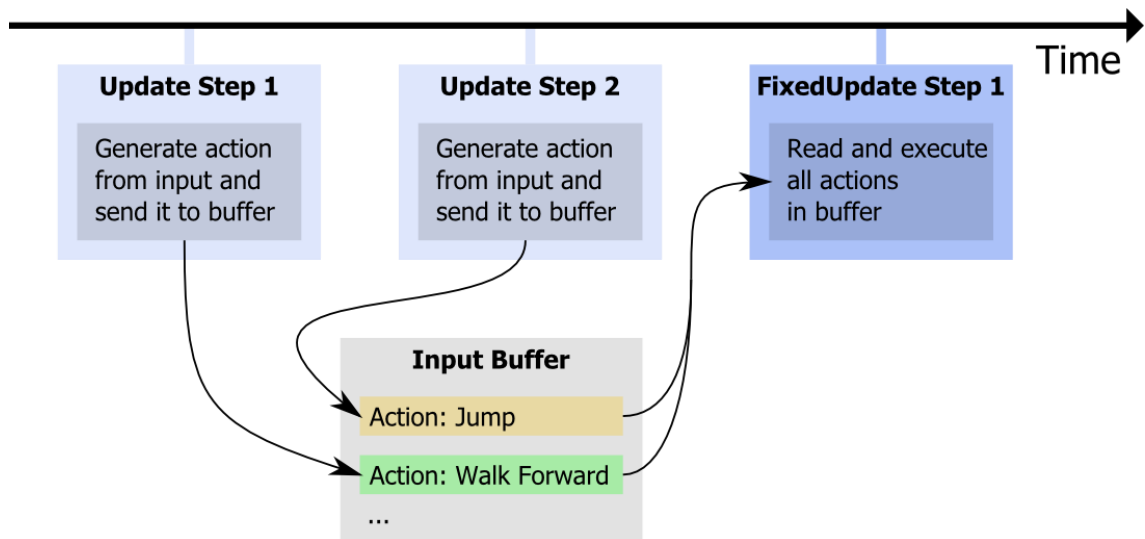 Time
Update Step 1
Generate action
from input and
send it to buffer
Update Step 2
Generate action
from input and
send it to buffer
FixedUpdate Step 1
Read and execute
all actions
in buffer
Input Buffer
Action: Jump
Action: Walk Forward
...